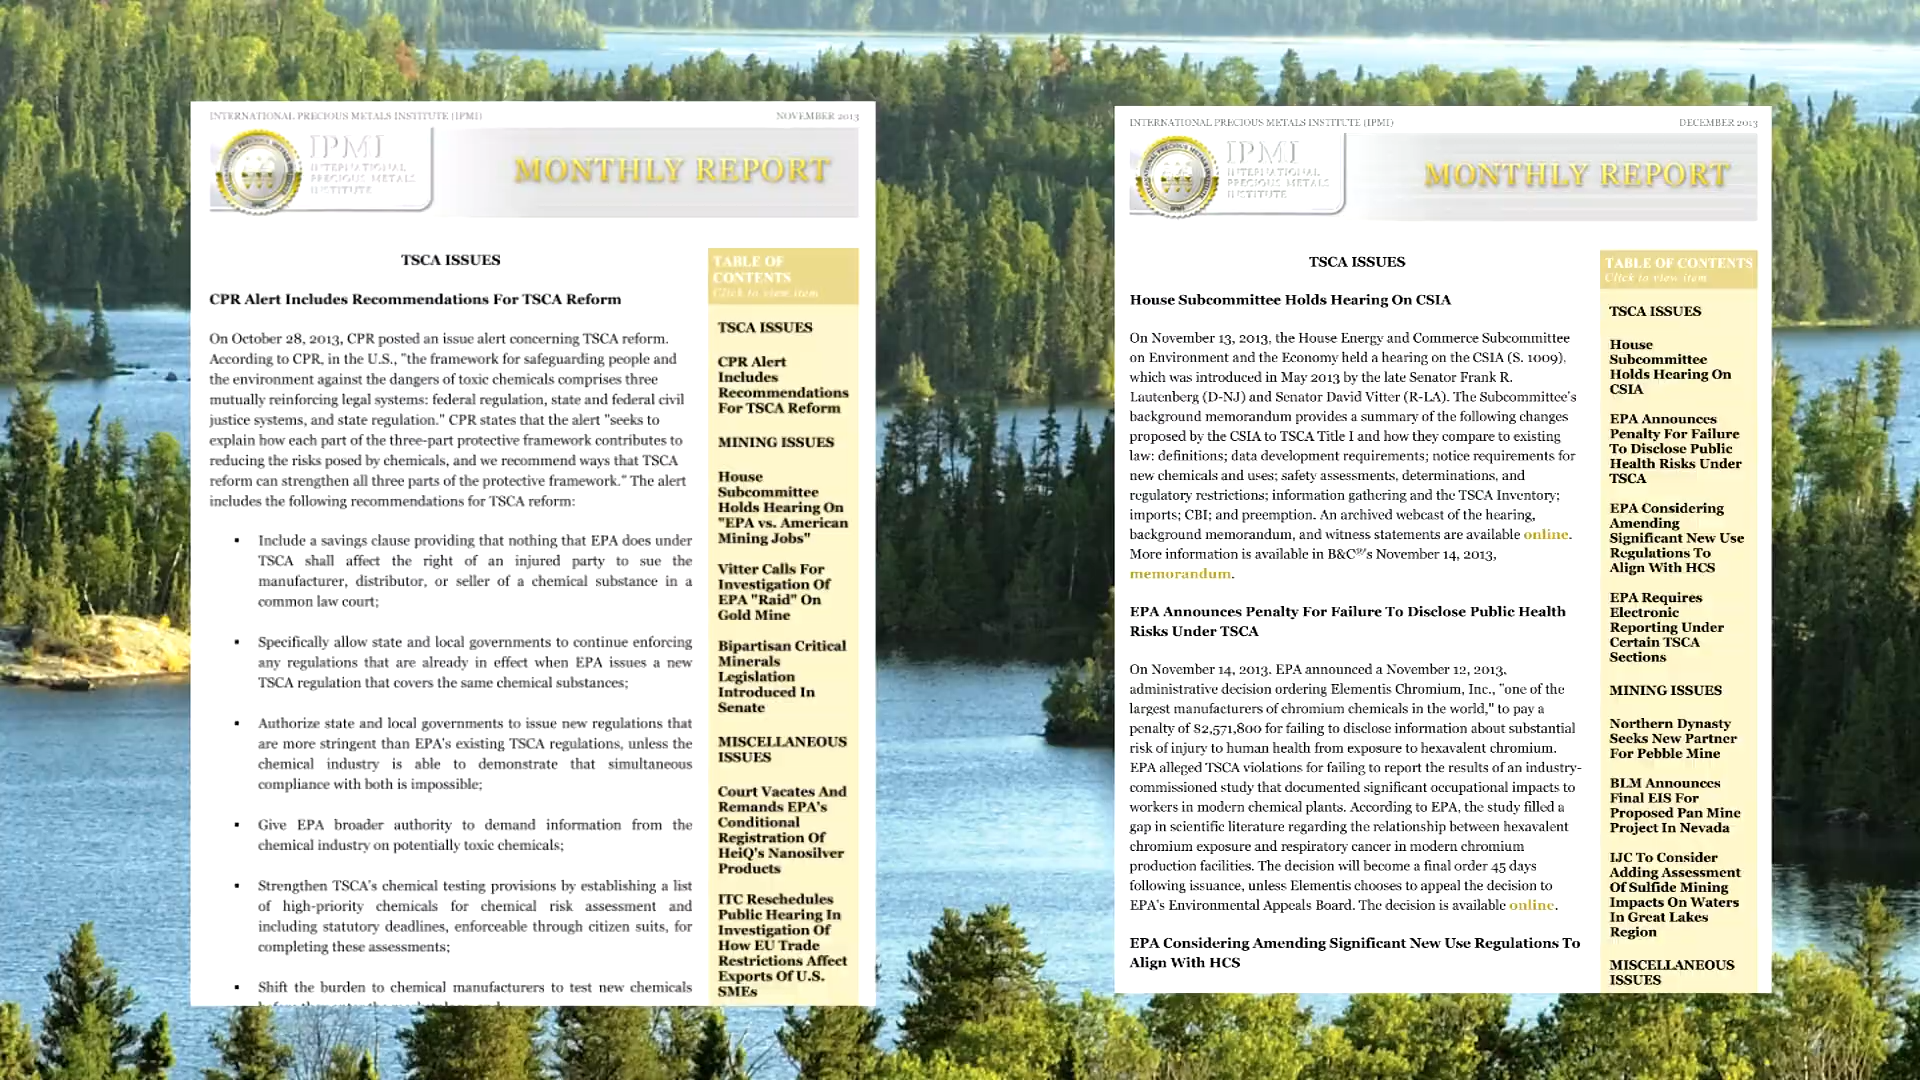 INTERNATIONAL PRECIOUS METALS INSTITUTE (IPMI)
NOVEMBER 2013
IPMI
INTERNATIONAL
PRECIOUS METALS
INSTITUTE
MONTHLY REPORT
TSCA ISSUES
CPR Alert Includes Recommendations For TSCA Reform
On October 28, 2013, CPR posted an issue alert concerning TSCA reform.
According to CPR, in the U.S., "the framework for safeguarding people and
the environment against the dangers of toxic chemicals comprises three
mutually reinforcing legal systems: federal regulation, state and federal civil
justice systems, and state regulation." CPR states that the alert "seeks to
explain how each part of the three-part protective framework contributes to
reducing the risks posed by chemicals, and we recommend ways that TSCA
reform can strengthen all three parts of the protective framework." The alert
includes the following recommendations for TSCA reform:
▪ Include a savings clause providing that nothing that EPA does under
TSCA shall affect the right of an injured party to sue the
manufacturer, distributor, or seller of a chemical substance in a
common law court;
▪ Specifically allow state and local governments to continue enforcing
any regulations that are already in effect when EPA issues a new
TSCA regulation that covers the same chemical substances;
▪ Authorize state and local governments to issue new regulations that
are more stringent than EPA's existing TSCA regulations, unless the
chemical industry is able to demonstrate that simultaneous
compliance with both is impossible;
▪ Give EPA broader authority to demand information from the
chemical industry on potentially toxic chemicals;
▪ Strengthen TSCA's chemical testing provisions by establishing a list
of high-priority chemicals for chemical risk assessment and
including statutory deadlines, enforceable through citizen suits, for
completing these assessments;
▪ Shift the burden to chemical manufacturers to test new chemicals
TABLE OF
CONTENTS
Click to view item
TSCA ISSUES
CPR Alert
Includes
Recommendations
For TSCA Reform
MINING ISSUES
House
Subcommittee
Holds Hearing On
"EPA vs. American
Mining Jobs"
Vitter Calls For
Investigation Of
EPA "Raid" On
Gold Mine
Bipartisan Critical
Minerals
Legislation
Introduced In
Senate
MISCELLANEOUS
ISSUES
Court Vacates And
Remands EPA's
Conditional
Registration Of
HeiQ's Nanosilver
Products
ITC Reschedules
Public Hearing In
Investigation Of
How EU Trade
Restrictions Affect
Exports Of U.S.
SMEs
INTERNATIONAL PRECIOUS METALS INSTITUTE (IPMI)
DECEMBER 2013
IPMI
INTERNATIONAL
PRECIOUS METALS
INSTITUTE
MONTHLY REPORT
TSCA ISSUES
House Subcommittee Holds Hearing On CSIA
On November 13, 2013, the House Energy and Commerce Subcommittee
on Environment and the Economy held a hearing on the CSIA (S. 1009),
which was introduced in May 2013 by the late Senator Frank R.
Lautenberg (D-NJ) and Senator David Vitter (R-LA). The Subcommittee's
background memorandum provides a summary of the following changes
proposed by the CSIA to TSCA Title I and how they compare to existing
law: definitions; data development requirements; notice requirements for
new chemicals and uses; safety assessments, determinations, and
regulatory restrictions; information gathering and the TSCA Inventory;
imports; CBI; and preemption. An archived webcast of the hearing,
background memorandum, and witness statements are available online.
More information is available in B&C®'s November 14, 2013,
memorandum.
EPA Announces Penalty For Failure To Disclose Public Health
Risks Under TSCA
On November 14, 2013, EPA announced a November 12, 2013,
administrative decision ordering Elementis Chromium, Inc., "one of the
largest manufacturers of chromium chemicals in the world," to pay a
penalty of $2,571,800 for failing to disclose information about substantial
risk of injury to human health from exposure to hexavalent chromium.
EPA alleged TSCA violations for failing to report the results of an industry-
commissioned study that documented significant occupational impacts to
workers in modern chemical plants. According to EPA, the study filled a
gap in scientific literature regarding the relationship between hexavalent
chromium exposure and respiratory cancer in modern chromium
production facilities. The decision will become a final order 45 days
following issuance, unless Elementis chooses to appeal the decision to
EPA's Environmental Appeals Board. The decision is available online.
EPA Considering Amending Significant New Use Regulations To
Align With HCS
TABLE OF CONTENTS
Click to view item
TSCA ISSUES
House
Subcommittee
Holds Hearing On
CSIA
EPA Announces
Penalty For Failure
To Disclose Public
Health Risks Under
TSCA
EPA Considering
Amending
Significant New Use
Regulations To
Align With HCS
EPA Requires
Electronic
Reporting Under
Certain TSCA
Sections
MINING ISSUES
Northern Dynasty
Seeks New Partner
For Pebble Mine
BLM Announces
Final EIS For
Proposed Pan Mine
Project In Nevada
IJC To Consider
Adding Assessment
Of Sulfide Mining
Impacts On Waters
In Great Lakes
Region
MISCELLANEOUS
ISSUES